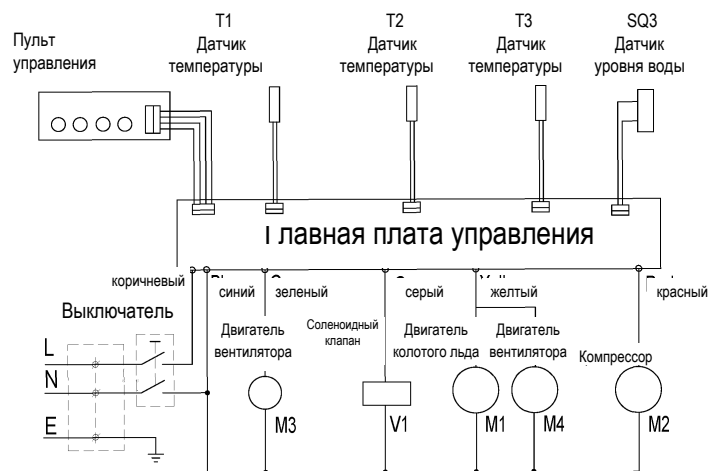 Пульт
управления
T1
Датчик
температуры
T2
Датчик
температуры
T3
Датчик
температуры
SQ3
Датчик
уровня воды
лавная плата управления
коричневый
синий
зеленый
серый
желтый
красный
Выключатель
L
N
E
Двигатель
вентилятора
M3
Соленоидный
клапан
V1
Двигатель
колотого льда
M1
Двигатель
вентилятора
M4
Компрессор
M2